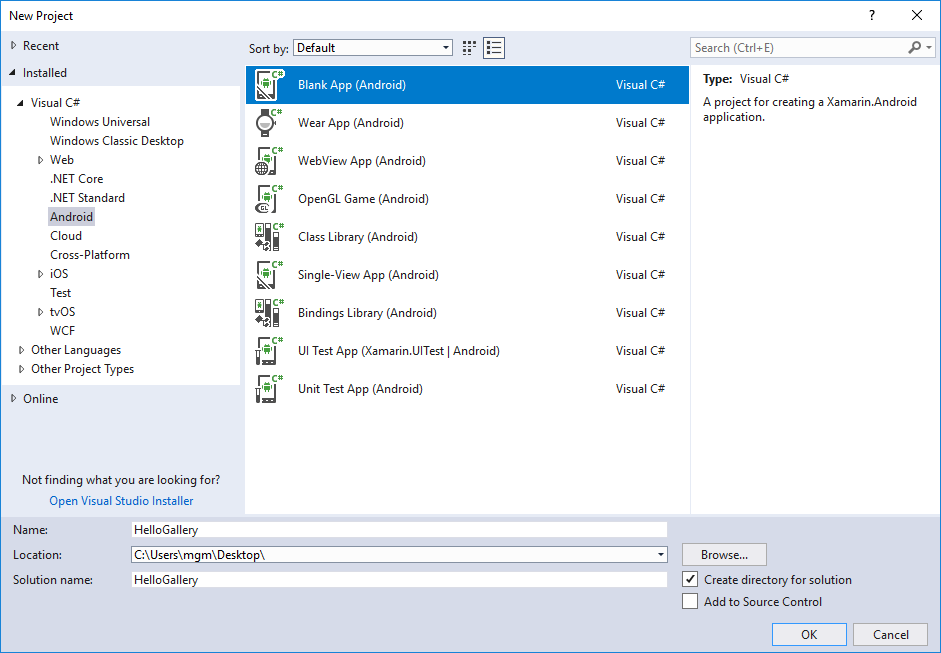 New Project
?
Recent
Installed
Visual C#
Windows Universal
Windows Classic Desktop
Web
.NET Core
.NET Standard
Android
Cloud
Cross-Platform
iOS
Test
tvOS
WCF
Other Languages
Other Project Types
Online
Not finding what you are looking for?
Open Visual Studio Installer
Sort by: Default
C# Blank App (Android) Visual C#
C# Wear App (Android) Visual C#
C# WebView App (Android) Visual C#
C# GL OpenGL Game (Android) Visual C#
C# Class Library (Android) Visual C#
C# Single-View App (Android) Visual C#
C# Bindings Library (Android) Visual C#
C# UI Test App (Xamarin.UITest | Android) Visual C#
C# Unit Test App (Android) Visual C#
Search (Ctrl+E)
Type: Visual C#
A project for creating a Xamarin.Android
application.
Name: HelloGallery
Location: C:\Users\mgm\Desktop\ Browse...
Solution name: HelloGallery
Create directory for solution
Add to Source Control
OK Cancel